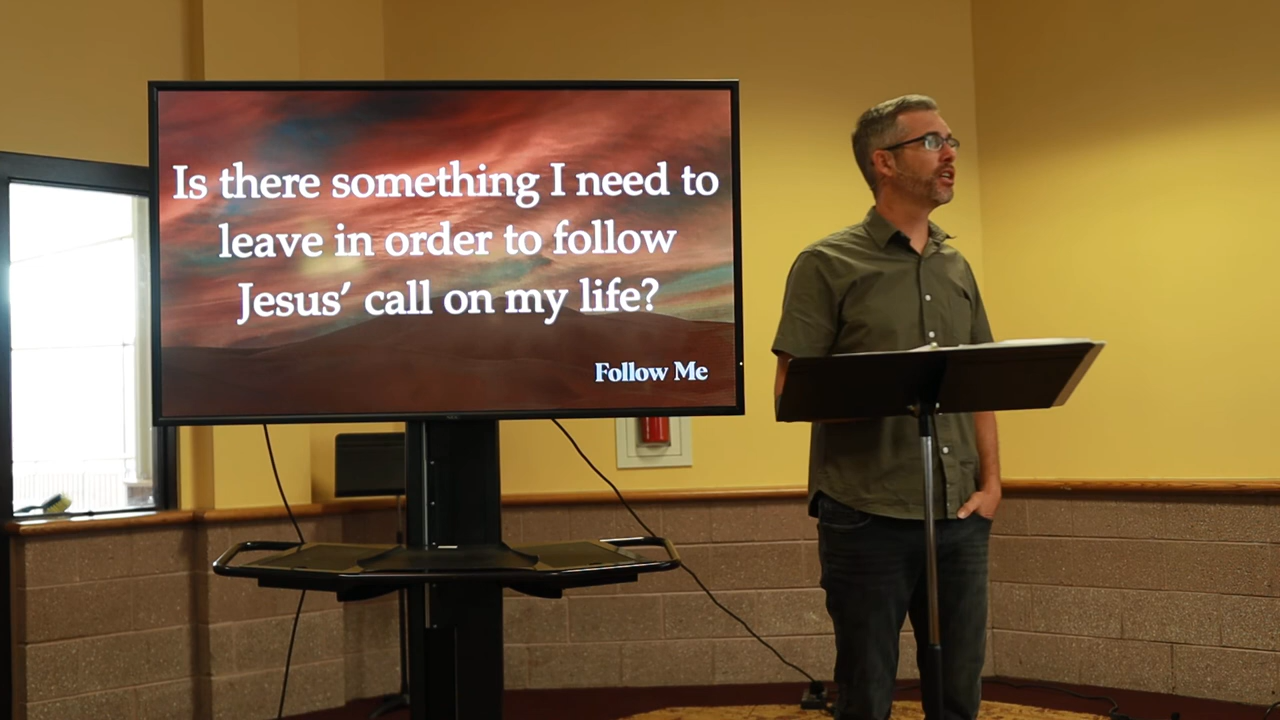 Is there something I need to
leave in order to follow
Jesus’ call on my life?
Follow Me